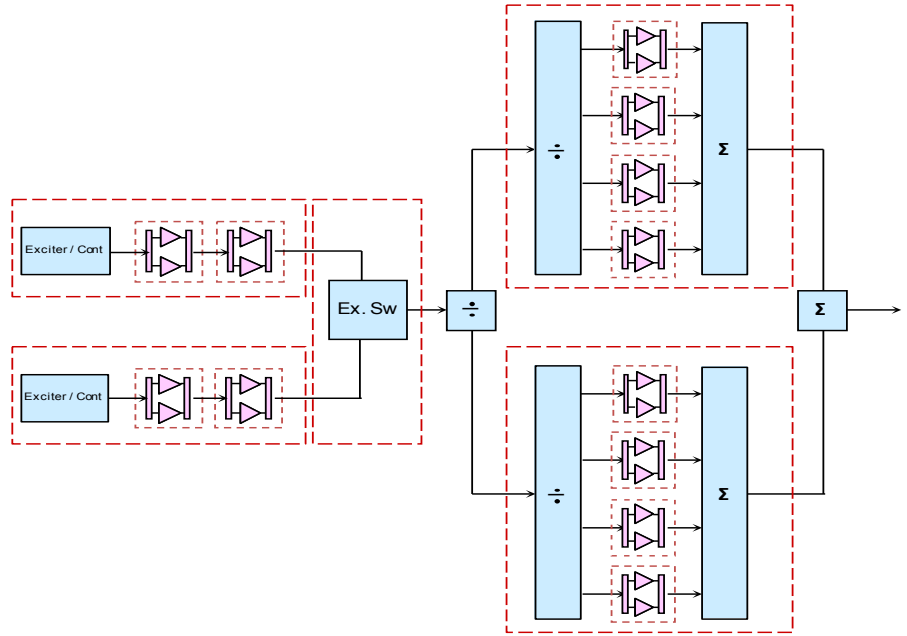 Exciter / Cont
Exciter / Cont
Ex. Sw
÷
÷
Σ
÷
Σ
÷
Σ